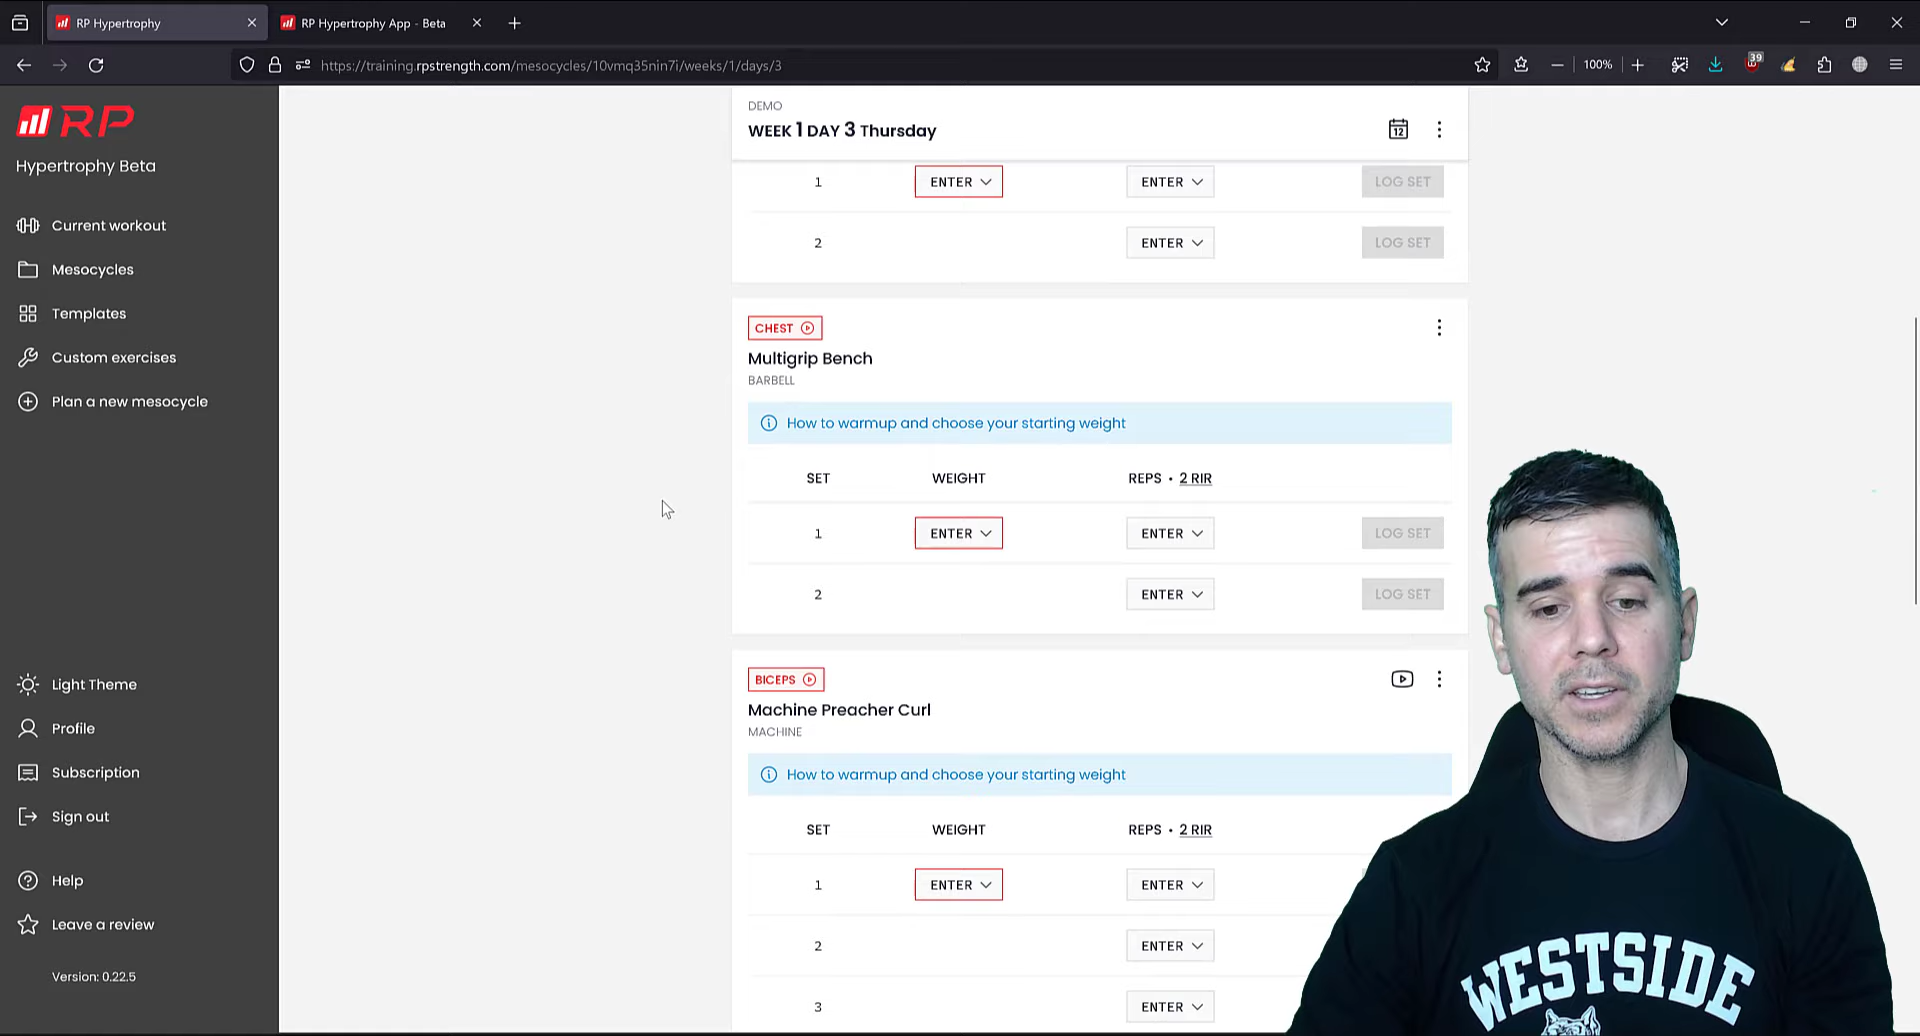 RP Hypertrophy
RP Hypertrophy App - Beta
https://training.rpstrength.com/mesocycles/10vmq35nin7i/weeks/1/days/3
100%
39
RP
Hypertrophy Beta
Current workout
Mesocycles
Templates
Custom exercises
Plan a new mesocycle
Light Theme
Profile
Subscription
Sign out
Help
Leave a review
Version: 0.22.5
DEMO
WEEK 1 DAY 3 Thursday
12
1 ENTER ENTER LOG SET
2 ENTER LOG SET
CHEST
Multigrip Bench
BARBELL
How to warmup and choose your starting weight
SET WEIGHT REPS • 2 RIR
1 ENTER ENTER LOG SET
2 ENTER LOG SET
BICEPS
Machine Preacher Curl
MACHINE
How to warmup and choose your starting weight
SET WEIGHT REPS • 2 RIR
1 ENTER ENTER
2 ENTER
3 ENTER
WESTSIDE